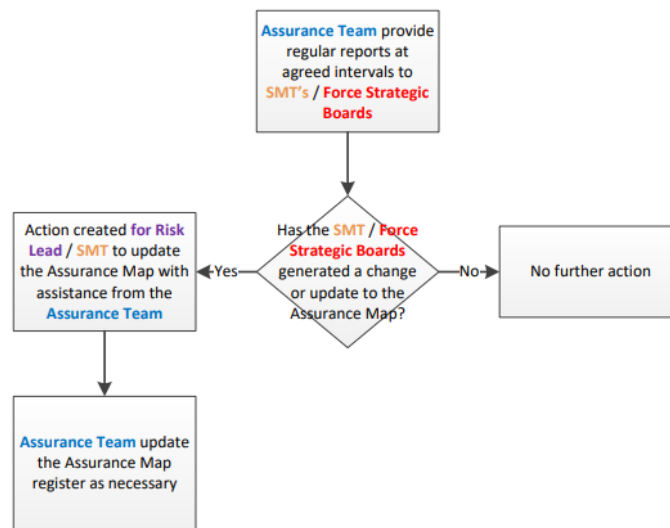 Assurance Team provide
regular reports at
agreed intervals to
SMT's / Force Strategic
Boards
Has the SMT / Force
Strategic Boards
generated a change
or update to the
Assurance Map?
Yes
No
Action created for Risk
Lead / SMT to update
the Assurance Map with
assistance from the
Assurance Team
No further action
Assurance Team update
the Assurance Map
register as necessary